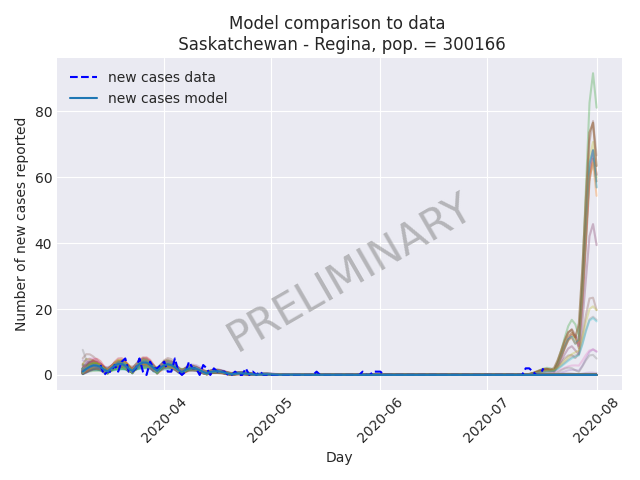 Model comparison to data
Saskatchewan - Regina, pop. = 300166
new cases data
new cases model
Number of new cases reported
80
60
40
20
0
PRELIMINARY
2020-04
2020-05
2020-06
2020-07
2020-08
Day